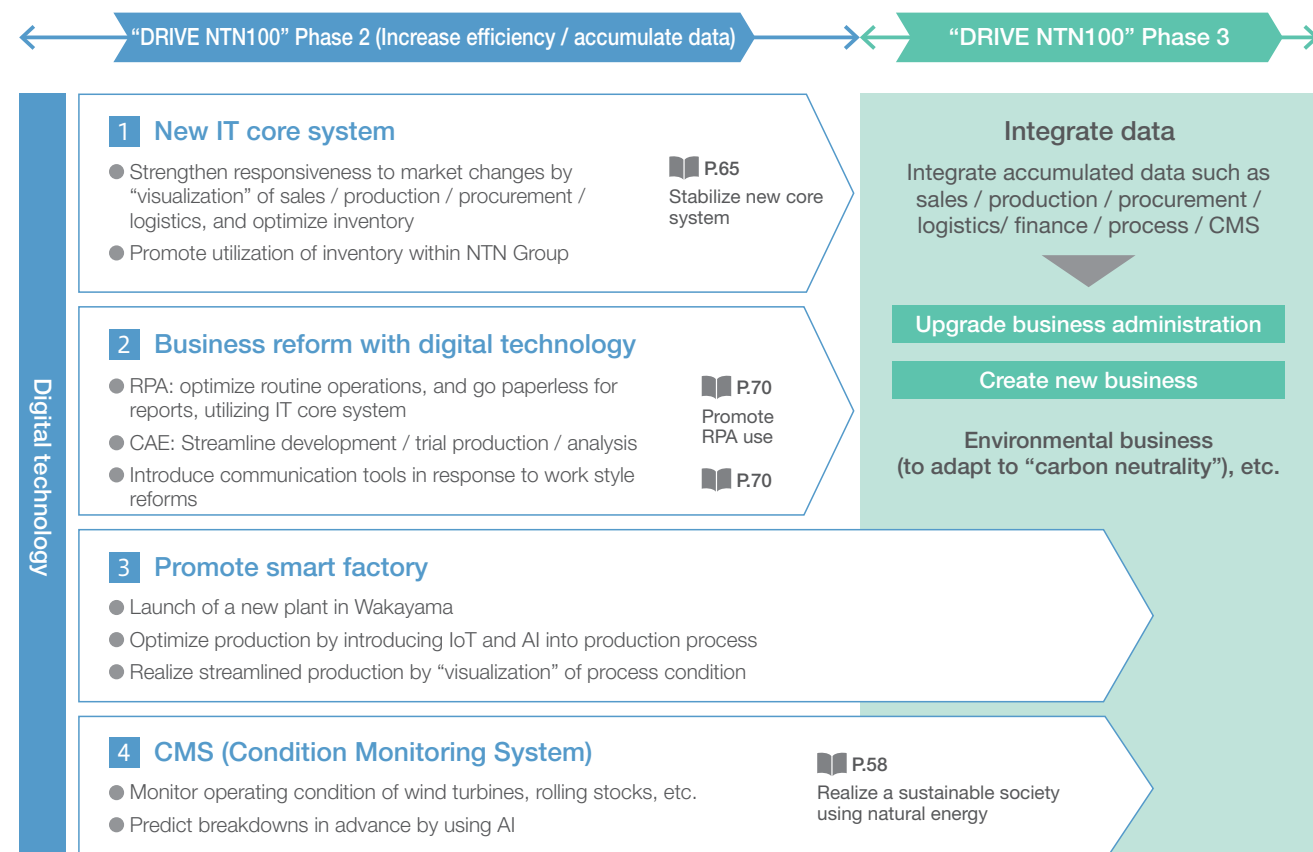 “DRIVE NTN100” Phase 2 (Increase efficiency / accumulate data)
“DRIVE NTN100” Phase 3
Digital technology
1 New IT core system
● Strengthen responsiveness to market changes by
“visualization” of sales / production / procurement /
logistics, and optimize inventory
● Promote utilization of inventory within NTN Group
P.65
Stabilize new core
system
2 Business reform with digital technology
● RPA: optimize routine operations, and go paperless for
reports, utilizing IT core system
● CAE: Streamline development / trial production / analysis
● Introduce communication tools in response to work style
reforms
P.70
Promote
RPA use
P.70
3 Promote smart factory
● Launch of a new plant in Wakayama
● Optimize production by introducing IoT and AI into production process
● Realize streamlined production by “visualization” of process condition
4 CMS (Condition Monitoring System)
● Monitor operating condition of wind turbines, rolling stocks, etc.
● Predict breakdowns in advance by using AI
P.58
Realize a sustainable society
using natural energy
Integrate data
Integrate accumulated data such as
sales / production / procurement /
logistics/ finance / process / CMS
Upgrade business administration
Create new business
Environmental business
(to adapt to “carbon neutrality”), etc.